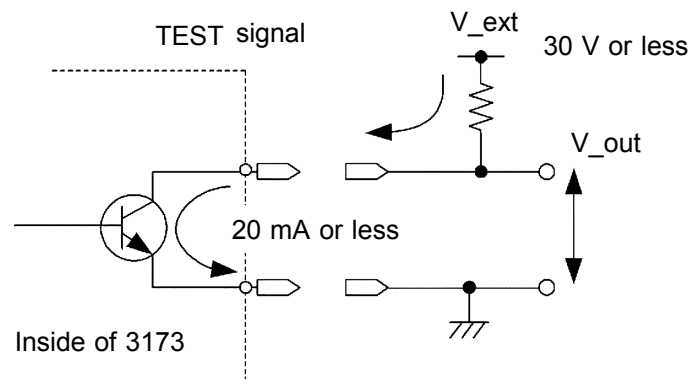 V_ext
TEST signal
30 V or less
V_out
20 mA or less
Inside of 3173